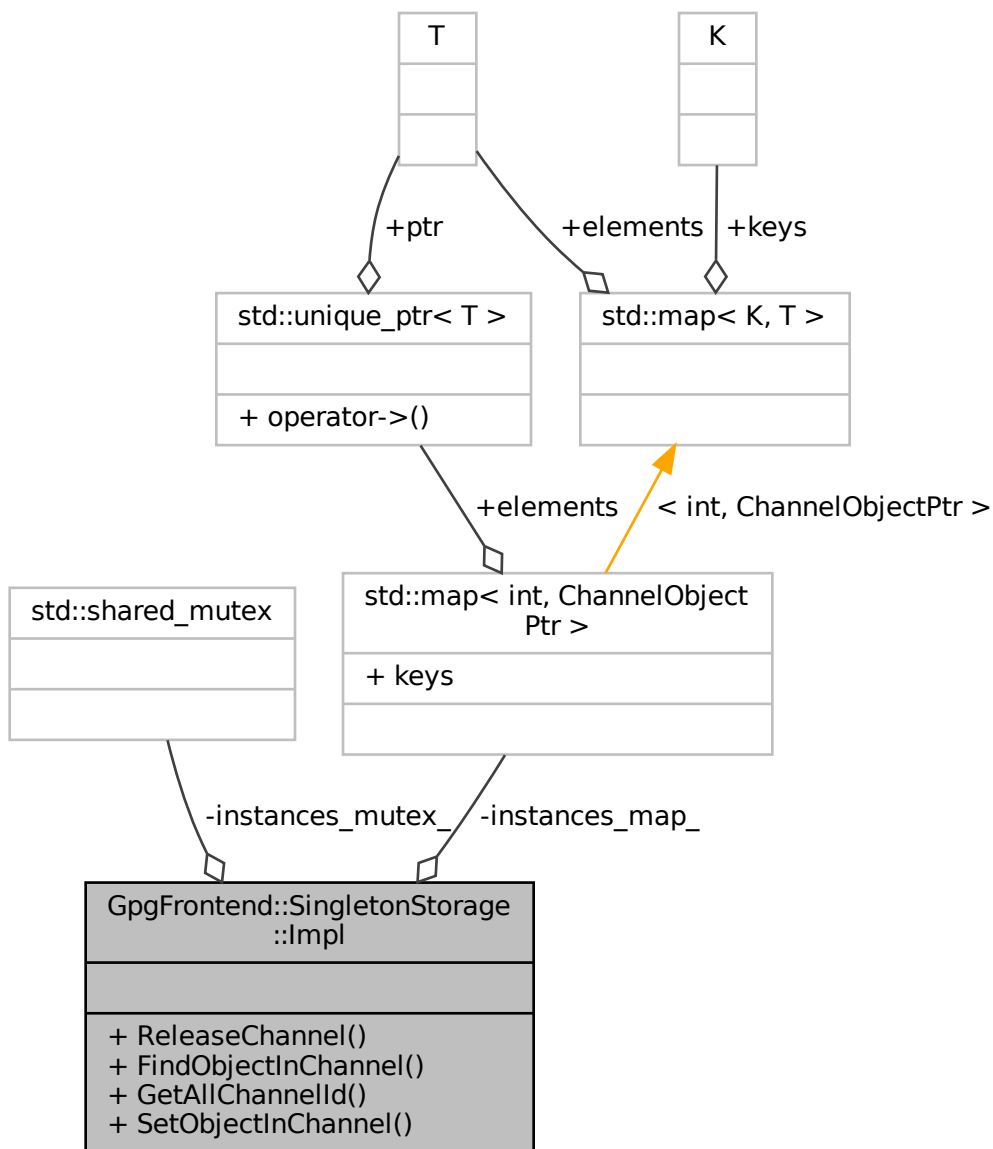 T
K
+ptr
+elements
+keys
std::unique_ptr< T >
+ operator->()
std::map< K, T >
+elements
< int, ChannelObjectPtr >
std::shared_mutex
std::map< int, ChannelObject
Ptr >
+ keys
-instances_mutex_
-instances_map_
GpgFrontend::SingletonStorage
::Impl
+ ReleaseChannel()
+ FindObjectInChannel()
+ GetAllChannelId()
+ SetObjectInChannel()